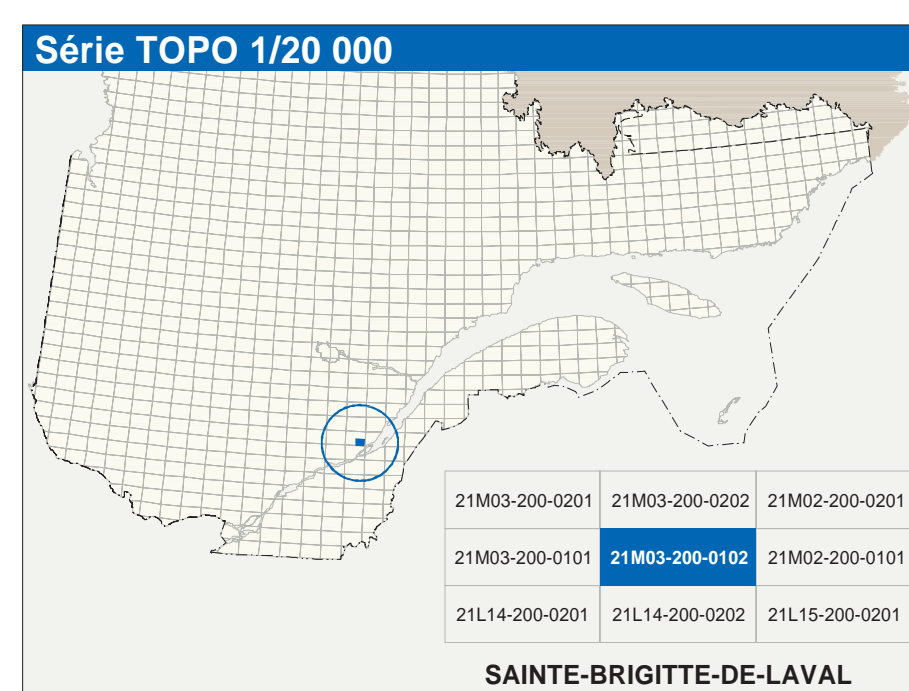 Série TOPO 1/20 000
21M03-200-0201 21M03-200-0202 21M02-200-0201
21M03-200-0101 21M03-200-0102 21M02-200-0101
21L14-200-0201 21L14-200-0202 21L15-200-0201
SAINTE-BRIGITTE-DE-LAVAL